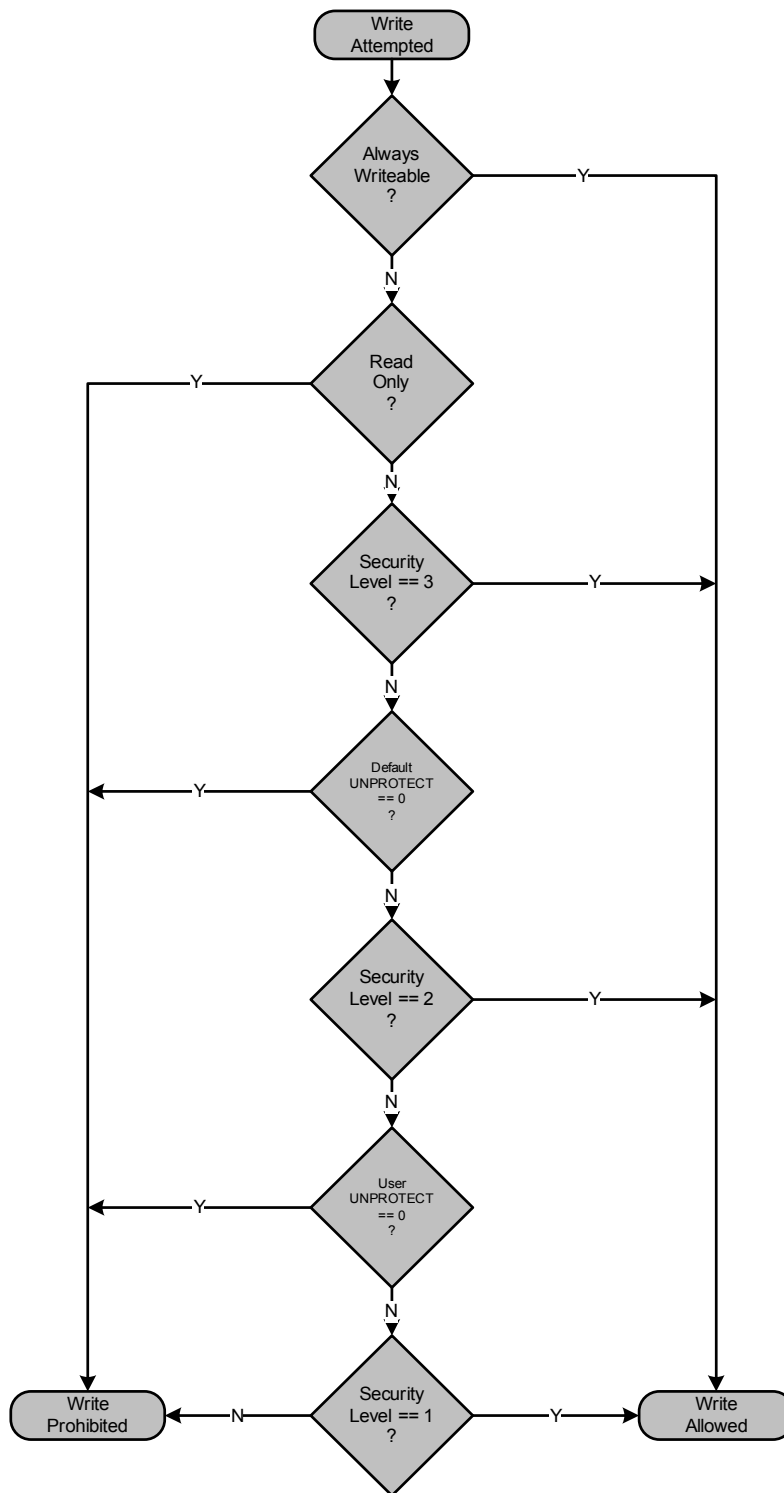 Write
Attempted
Always
Writeable
?
Y
N
Read
Only
?
Y
N
Security
Level == 3
?
Y
N
Default
UNPROTECT
== 0
?
Y
N
Security
Level == 2
?
Y
N
User
UNPROTECT
== 0
?
Y
N
Write
Prohibited
N
Security
Level == 1
?
Y
Write
Allowed